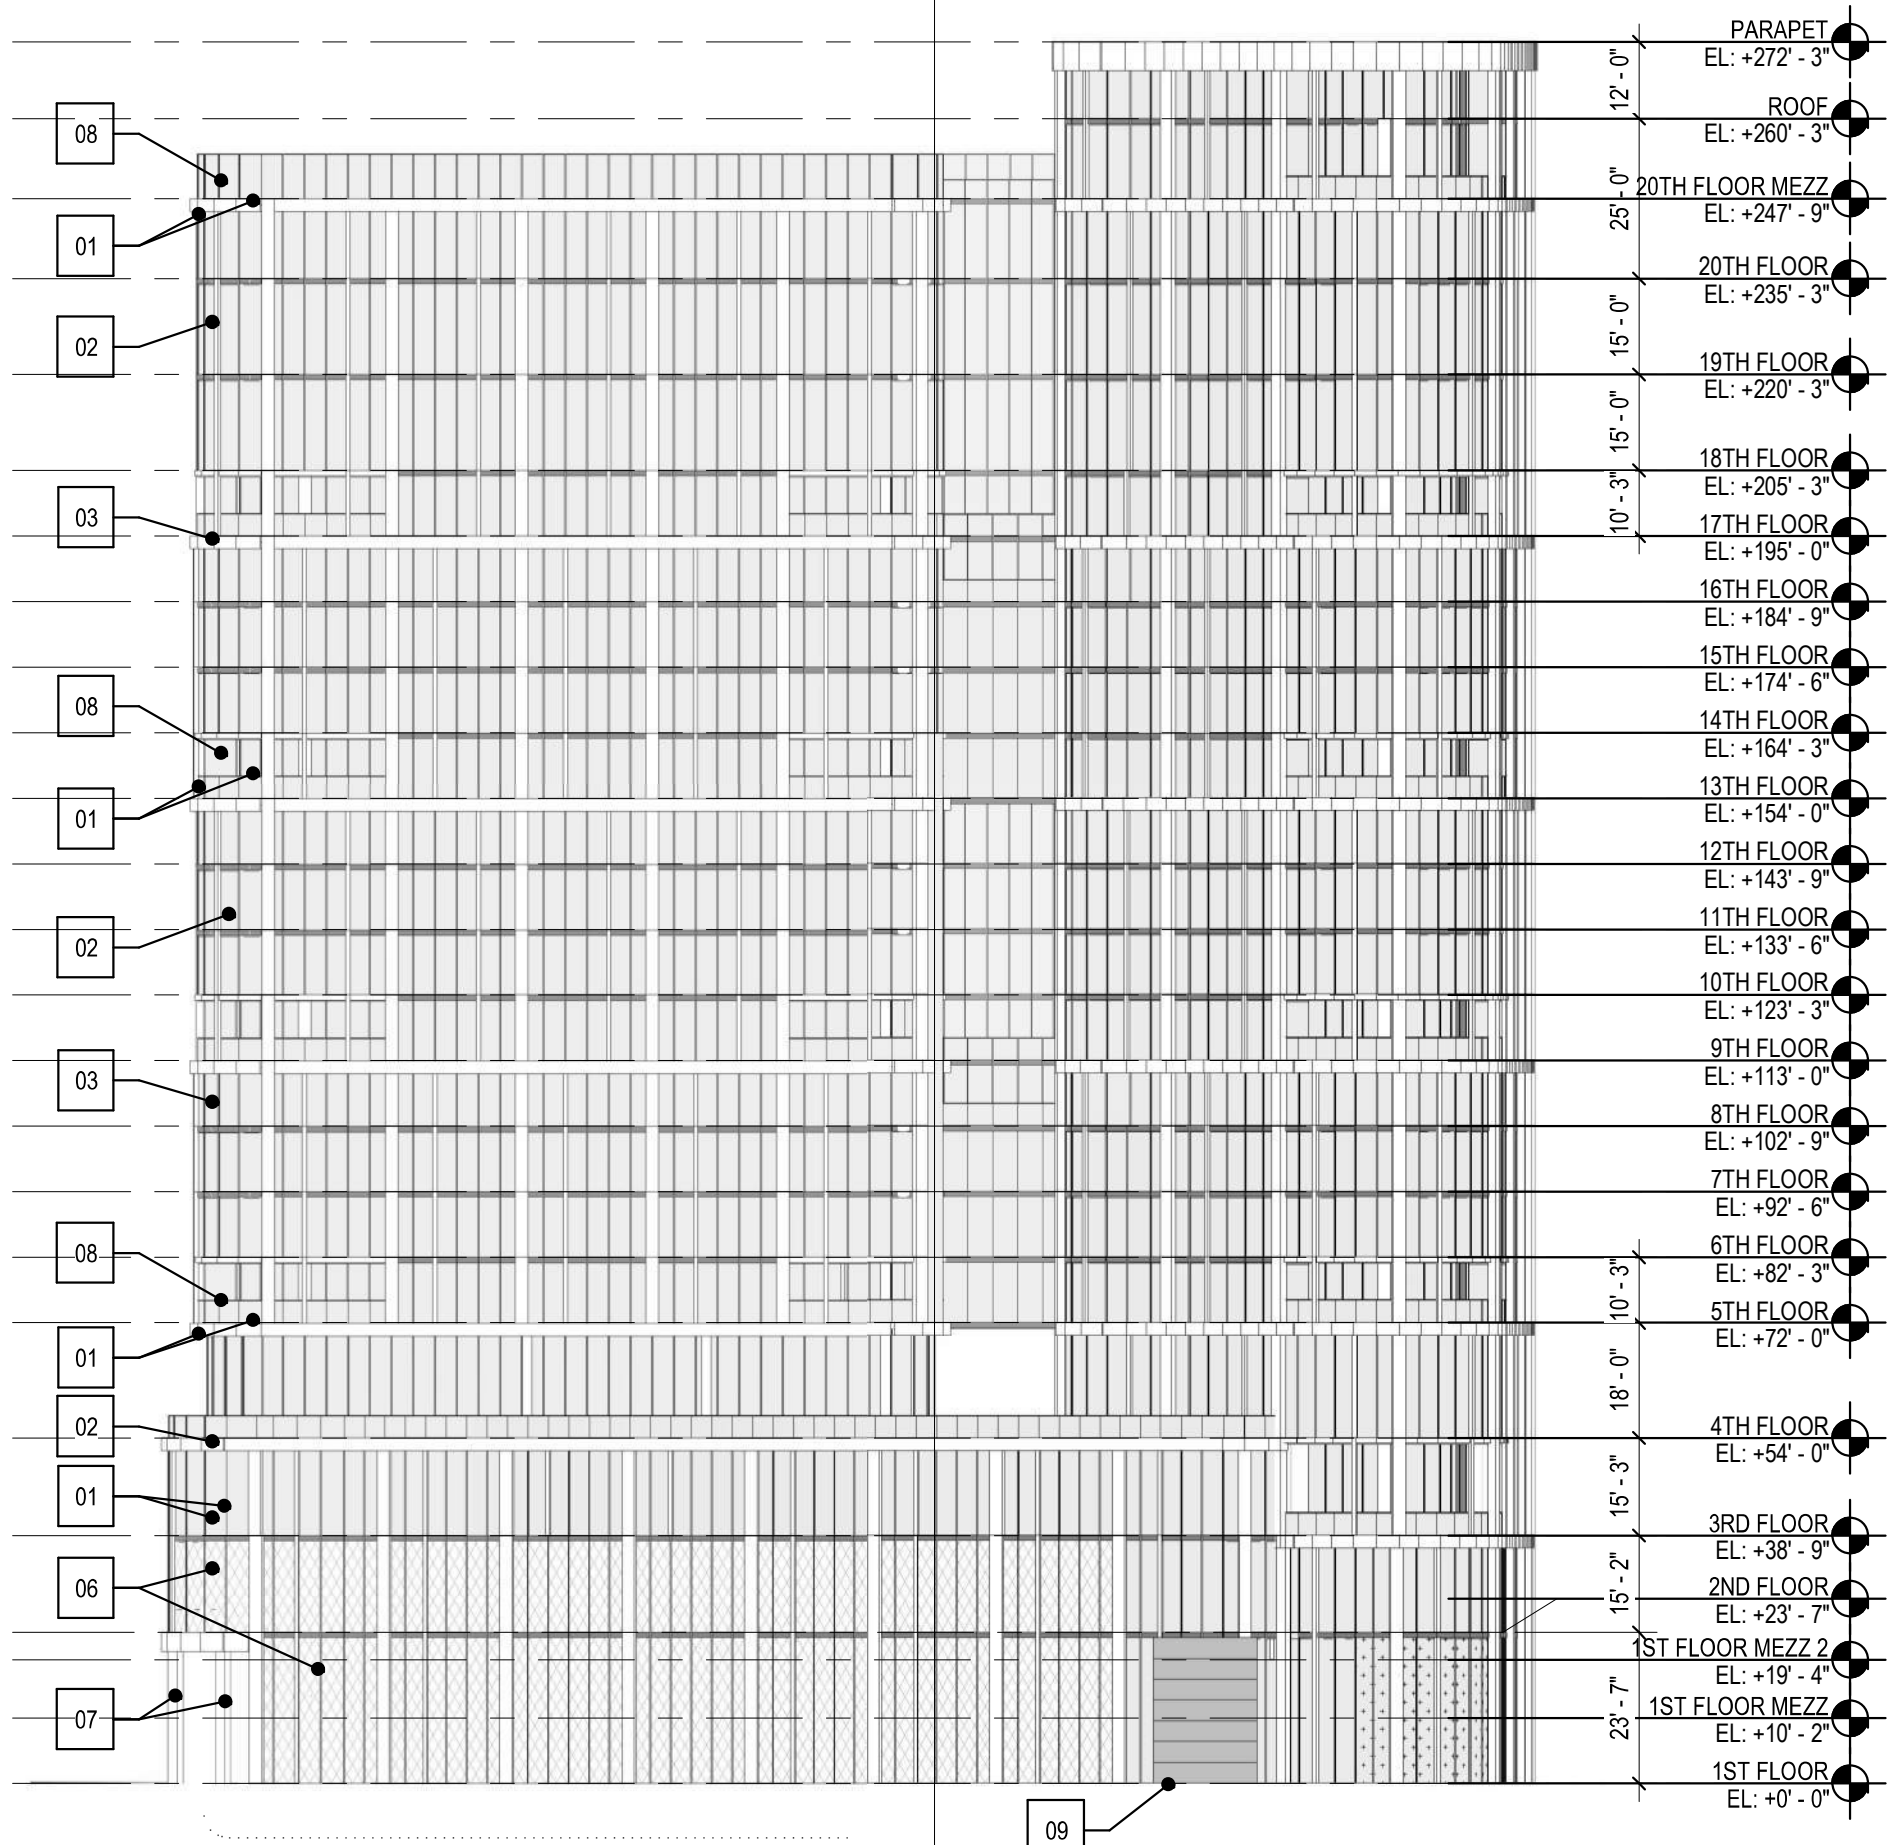 PARAPET
EL: +272' - 3"
12' - 0"
ROOF
EL: +260' - 3"
08
25' - 0"
20TH FLOOR MEZZ
EL: +247' - 9"
01
20TH FLOOR
EL: +235' - 3"
02
15' - 0"
19TH FLOOR
EL: +220' - 3"
15' - 0"
18TH FLOOR
EL: +205' - 3"
03
10' - 3"
17TH FLOOR
EL: +195' - 0"
16TH FLOOR
EL: +184' - 9"
15TH FLOOR
EL: +174' - 6"
08
14TH FLOOR
EL: +164' - 3"
01
13TH FLOOR
EL: +154' - 0"
12TH FLOOR
EL: +143' - 9"
02
11TH FLOOR
EL: +133' - 6"
10TH FLOOR
EL: +123' - 3"
03
9TH FLOOR
EL: +113' - 0"
8TH FLOOR
EL: +102' - 9"
7TH FLOOR
EL: +92' - 6"
08
6TH FLOOR
EL: +82' - 3"
10' - 3"
01
5TH FLOOR
EL: +72' - 0"
18' - 0"
02
4TH FLOOR
EL: +54' - 0"
01
15' - 3"
3RD FLOOR
EL: +38' - 9"
06
15' - 2"
2ND FLOOR
EL: +23' - 7"
1ST FLOOR MEZZ 2
EL: +19' - 4"
07
23' - 7"
1ST FLOOR MEZZ
EL: +10' - 2"
1ST FLOOR
EL: +0' - 0"
09